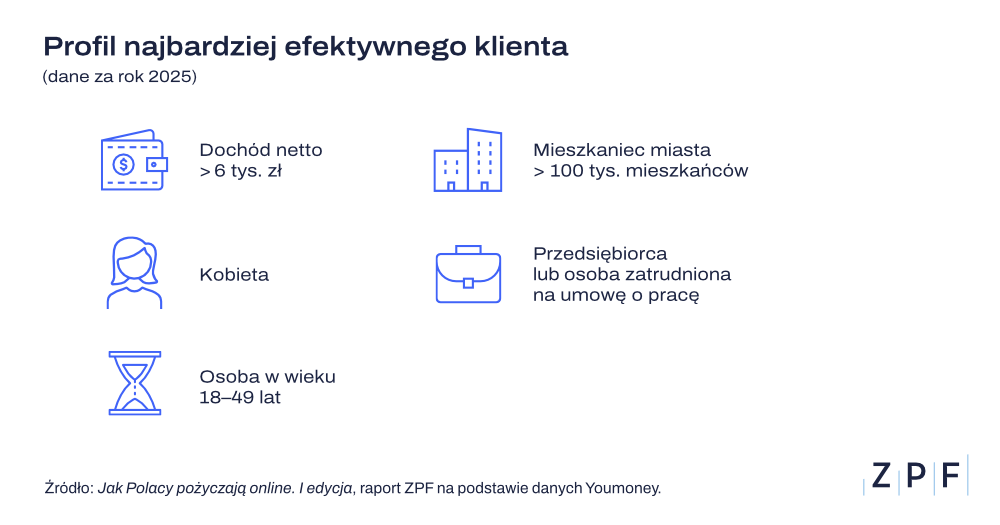 Profil najbardziej efektywnego klienta
(dane za rok 2025)
$
Dochód netto
> 6 tys. zł
Mieszkaniec miasta
> 100 tys. mieszkańców
Kobieta
Przedsiębiorca
lub osoba zatrudniona
na umowę o pracę
Osoba w wieku
18–49 lat
Źródło: Jak Polacy pożyczają online. I edycja, raport ZPF na podstawie danych Youmoney.
ZPF